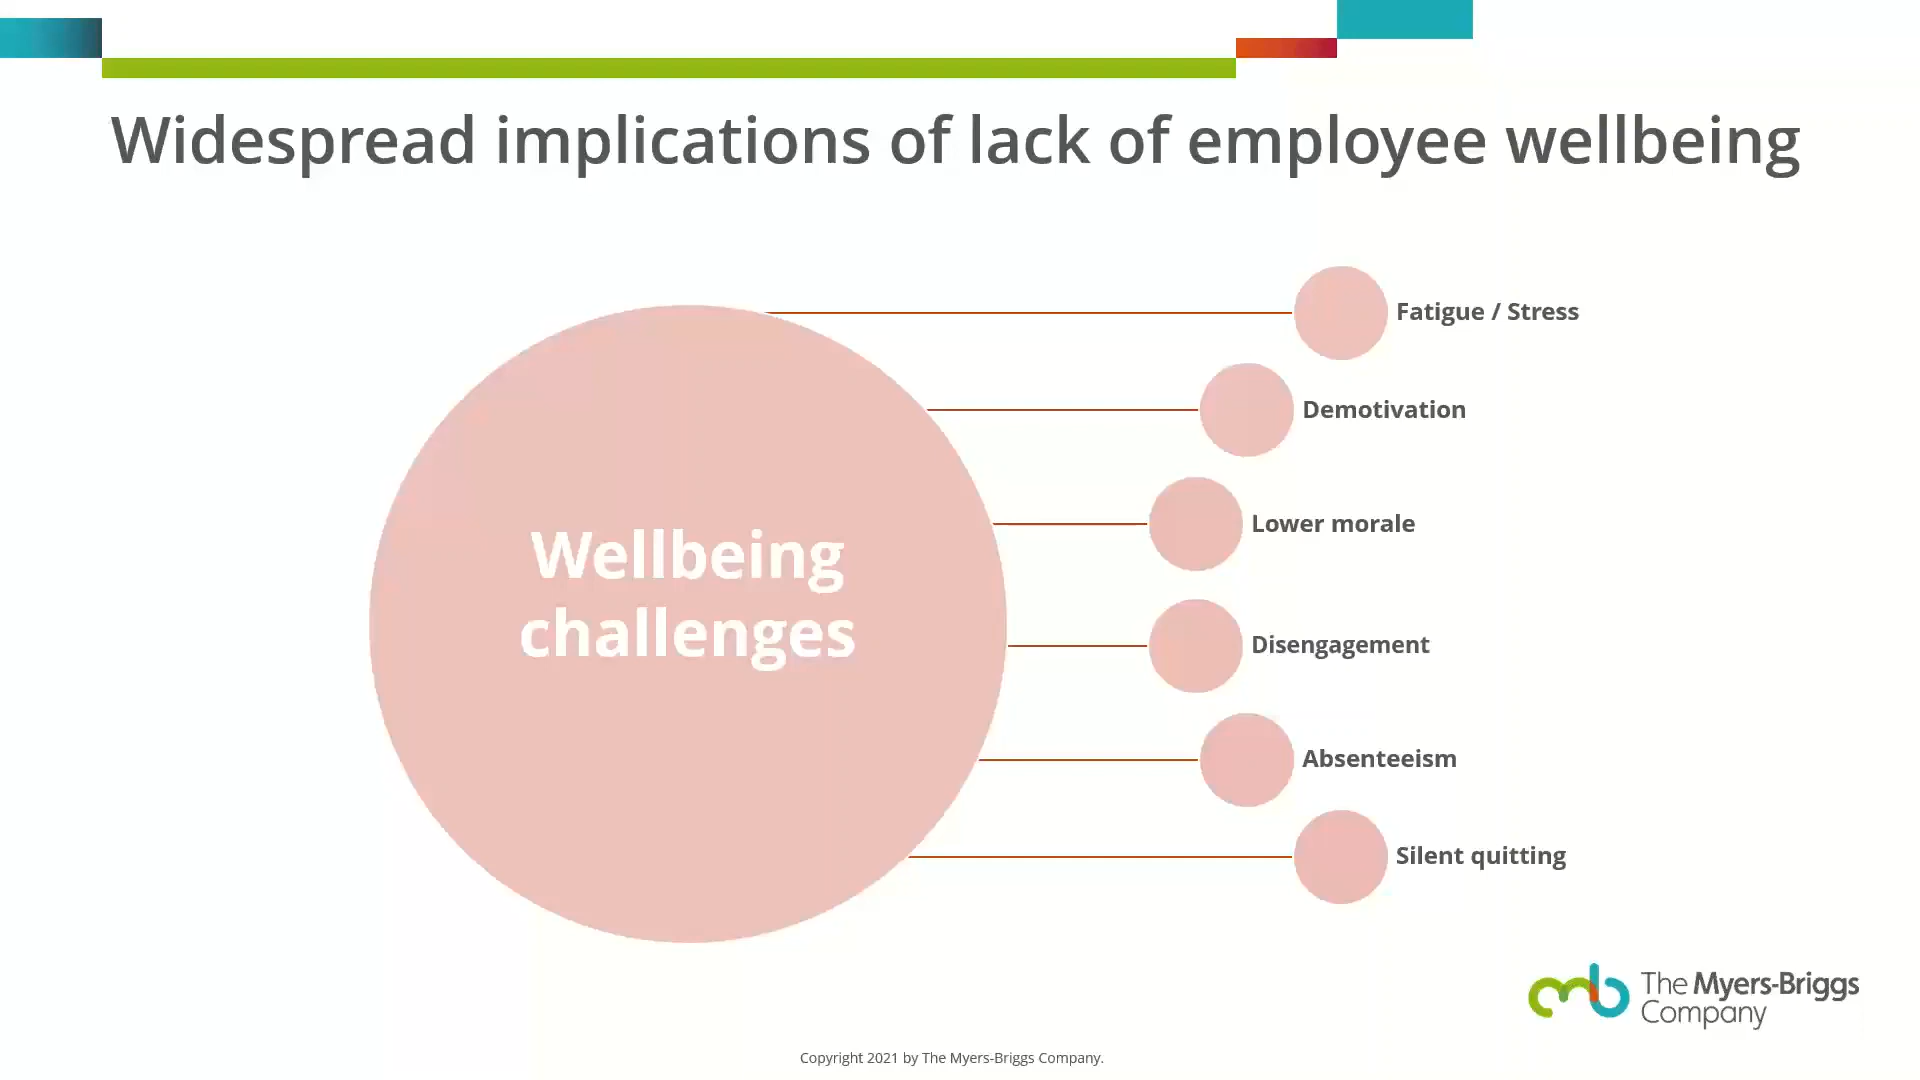 Widespread implications of lack of employee wellbeing
Wellbeing
challenges
Fatigue / Stress
Demotivation
Lower morale
Disengagement
Absenteeism
Silent quitting
mb
The Myers-Briggs
Company
Copyright 2021 by The Myers-Briggs Company.